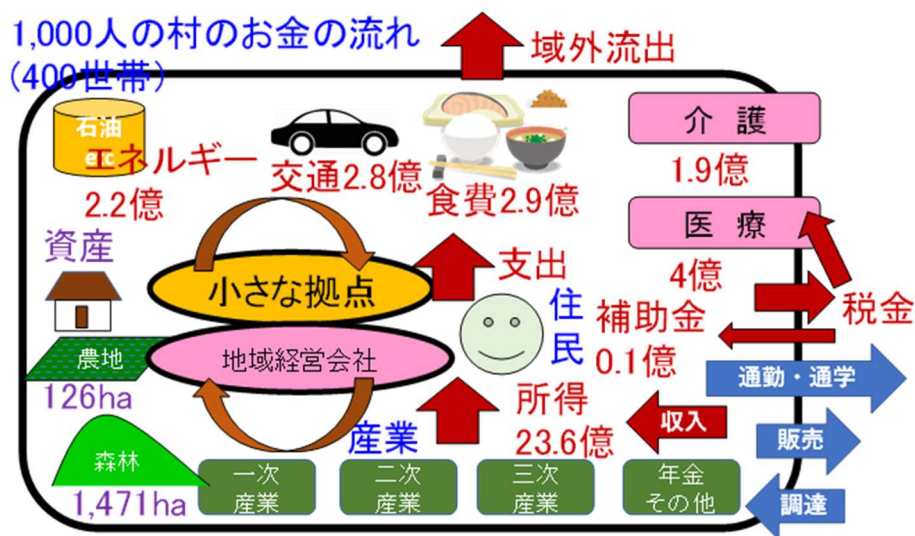 1,000人の村のお金の流れ
(400世帯)
域外流出
石油
etc
エネルギー
2.2億
交通2.8億
食費2.9億
介 護
1.9億
医 療
4億
資産
小さな拠点
支出
住
民
補助金
0.1億
税金
農地
126ha
地域経営会社
通勤・通学
産業
所得
23.6億
収入
販売
森林
1,471ha
一次
産業
二次
産業
三次
産業
年金
その他
調達